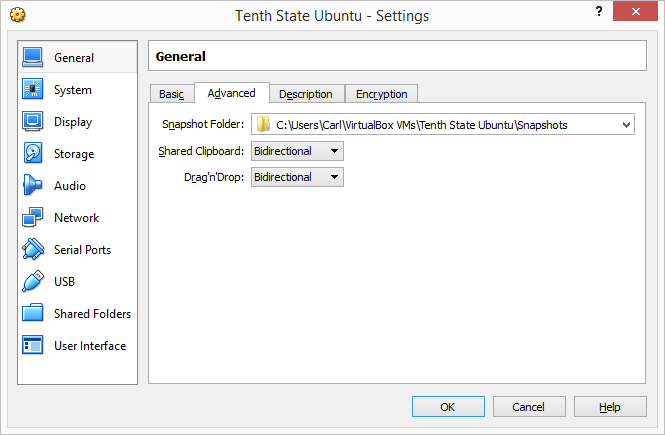 Tenth State Ubuntu - Settings
?
General
System
Display
Storage
Audio
Network
Serial Ports
USB
Shared Folders
User Interface
General
Basic Advanced Description Encryption
Snapshot Folder: C:\Users\Carl\VirtualBox VMs\Tenth State Ubuntu\Snapshots
Shared Clipboard: Bidirectional
Drag'n'Drop: Bidirectional
OK Cancel Help